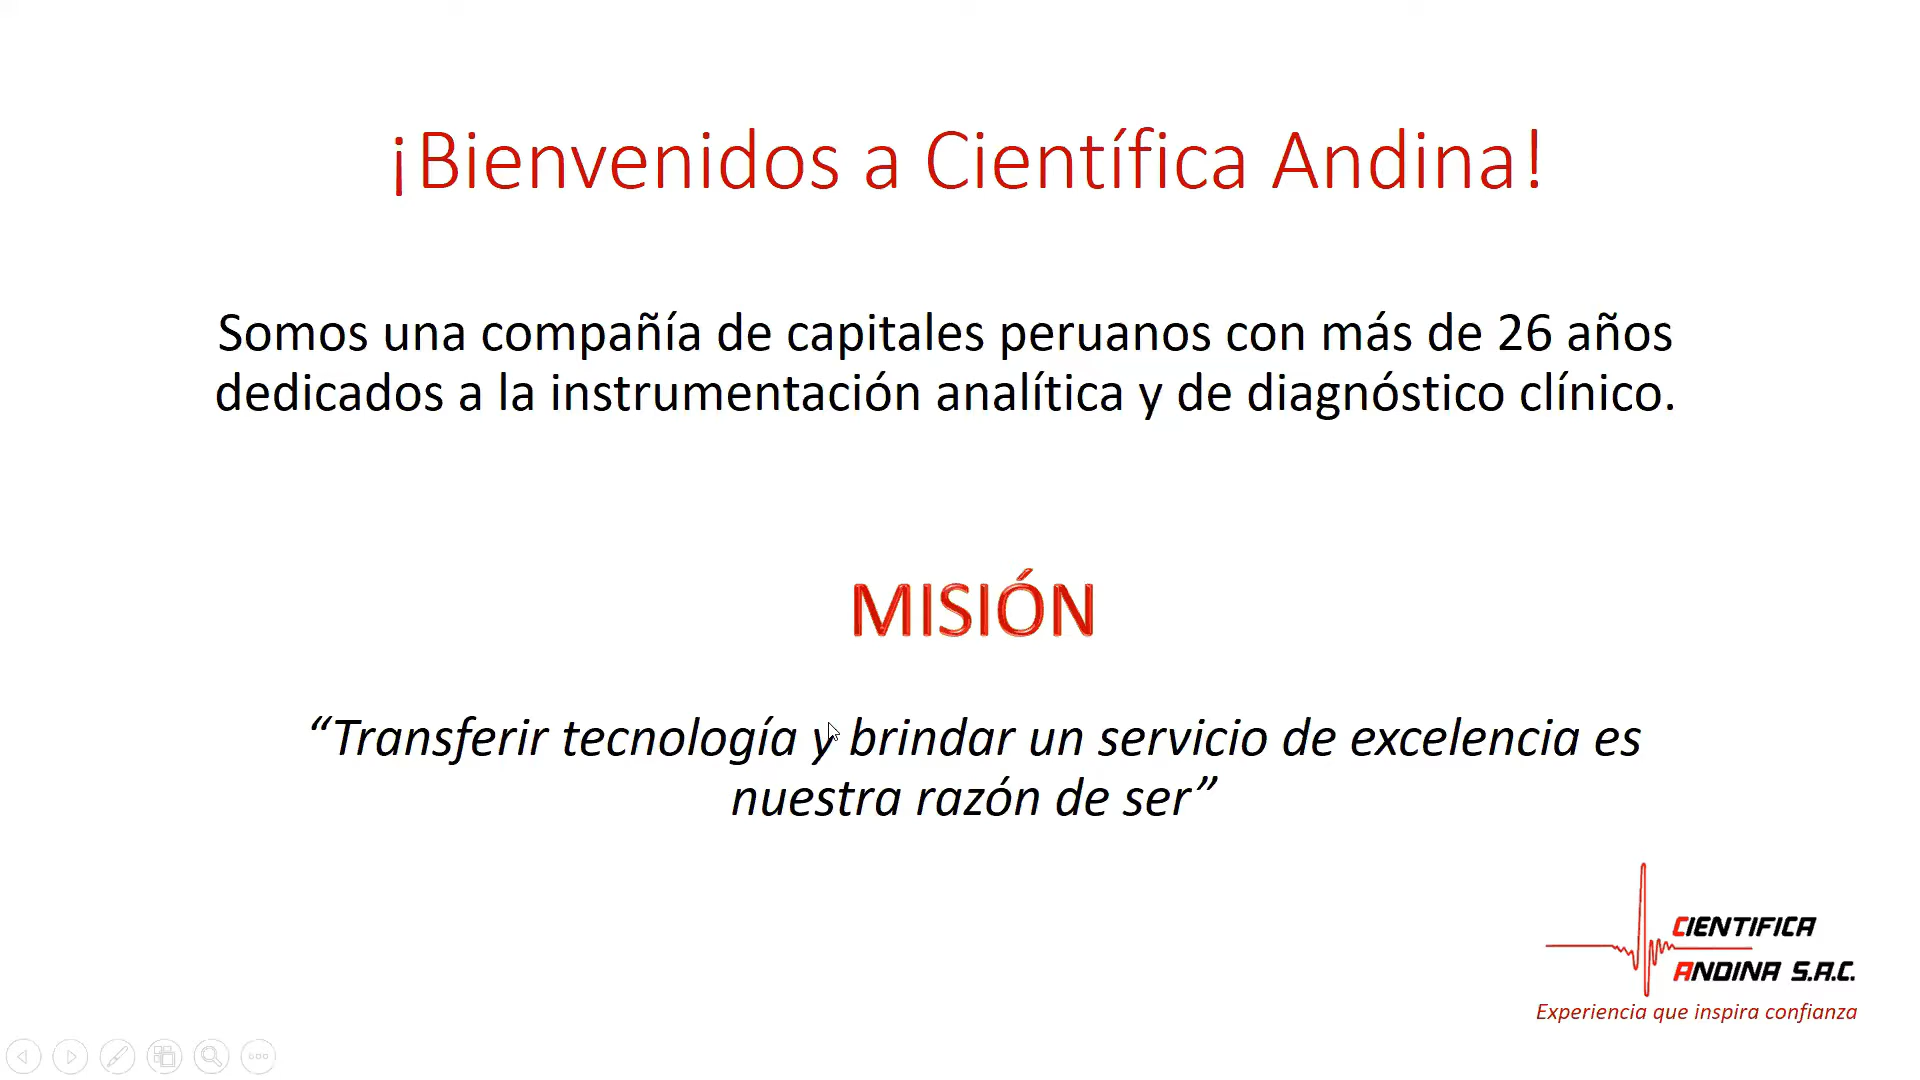 ¡Bienvenidos a Científica Andina!
Somos una compañía de capitales peruanos con más de 26 años
dedicados a la instrumentación analítica y de diagnóstico clínico.
MISIÓN
“Transferir tecnología y brindar un servicio de excelencia es
nuestra razón de ser”
CIENTIFICA
ANDINA S.A.C.
Experiencia que inspira confianza